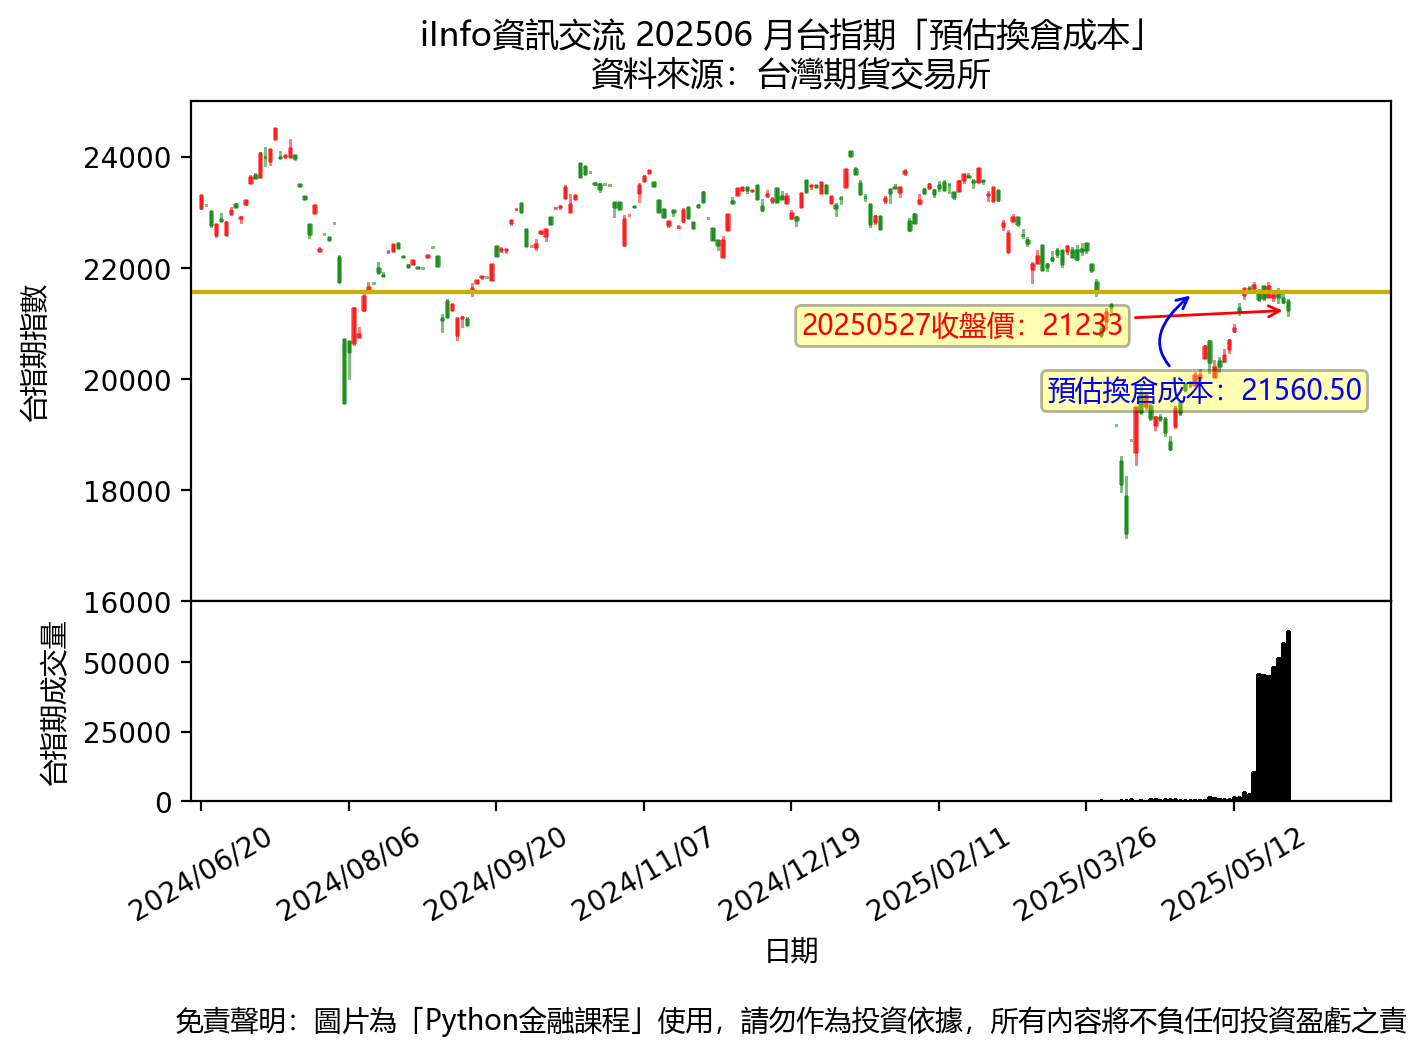 iInfo資訊交流 202506 月台指期「預估換倉成本」
資料來源：台灣期貨交易所
台指期指數
24000
22000
20000
18000
16000
20250527收盤價：21233
預估換倉成本：21560.50
台指期成交量
50000
25000
0
2024/06/20
2024/08/06
2024/09/20
2024/11/07
2024/12/19
2025/02/11
2025/03/26
2025/05/12
日期
免責聲明：圖片為「Python金融課程」使用，請勿作為投資依據，所有內容將不負任何投資盈虧之責